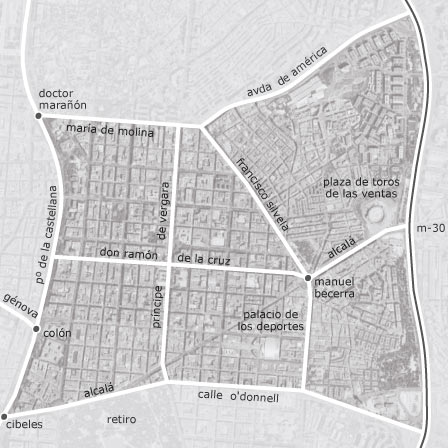 avda de américa
doctor
marañón
maría de molina
francisco silvela
plaza de toros
de las ventas
de vergara
pº de la castellana
m-30
alcalá
don ramón de la cruz
manuel
becerra
génova
príncipe
palacio de
los deportes
colón
alcalá
calle o'donnell
cibeles
retiro